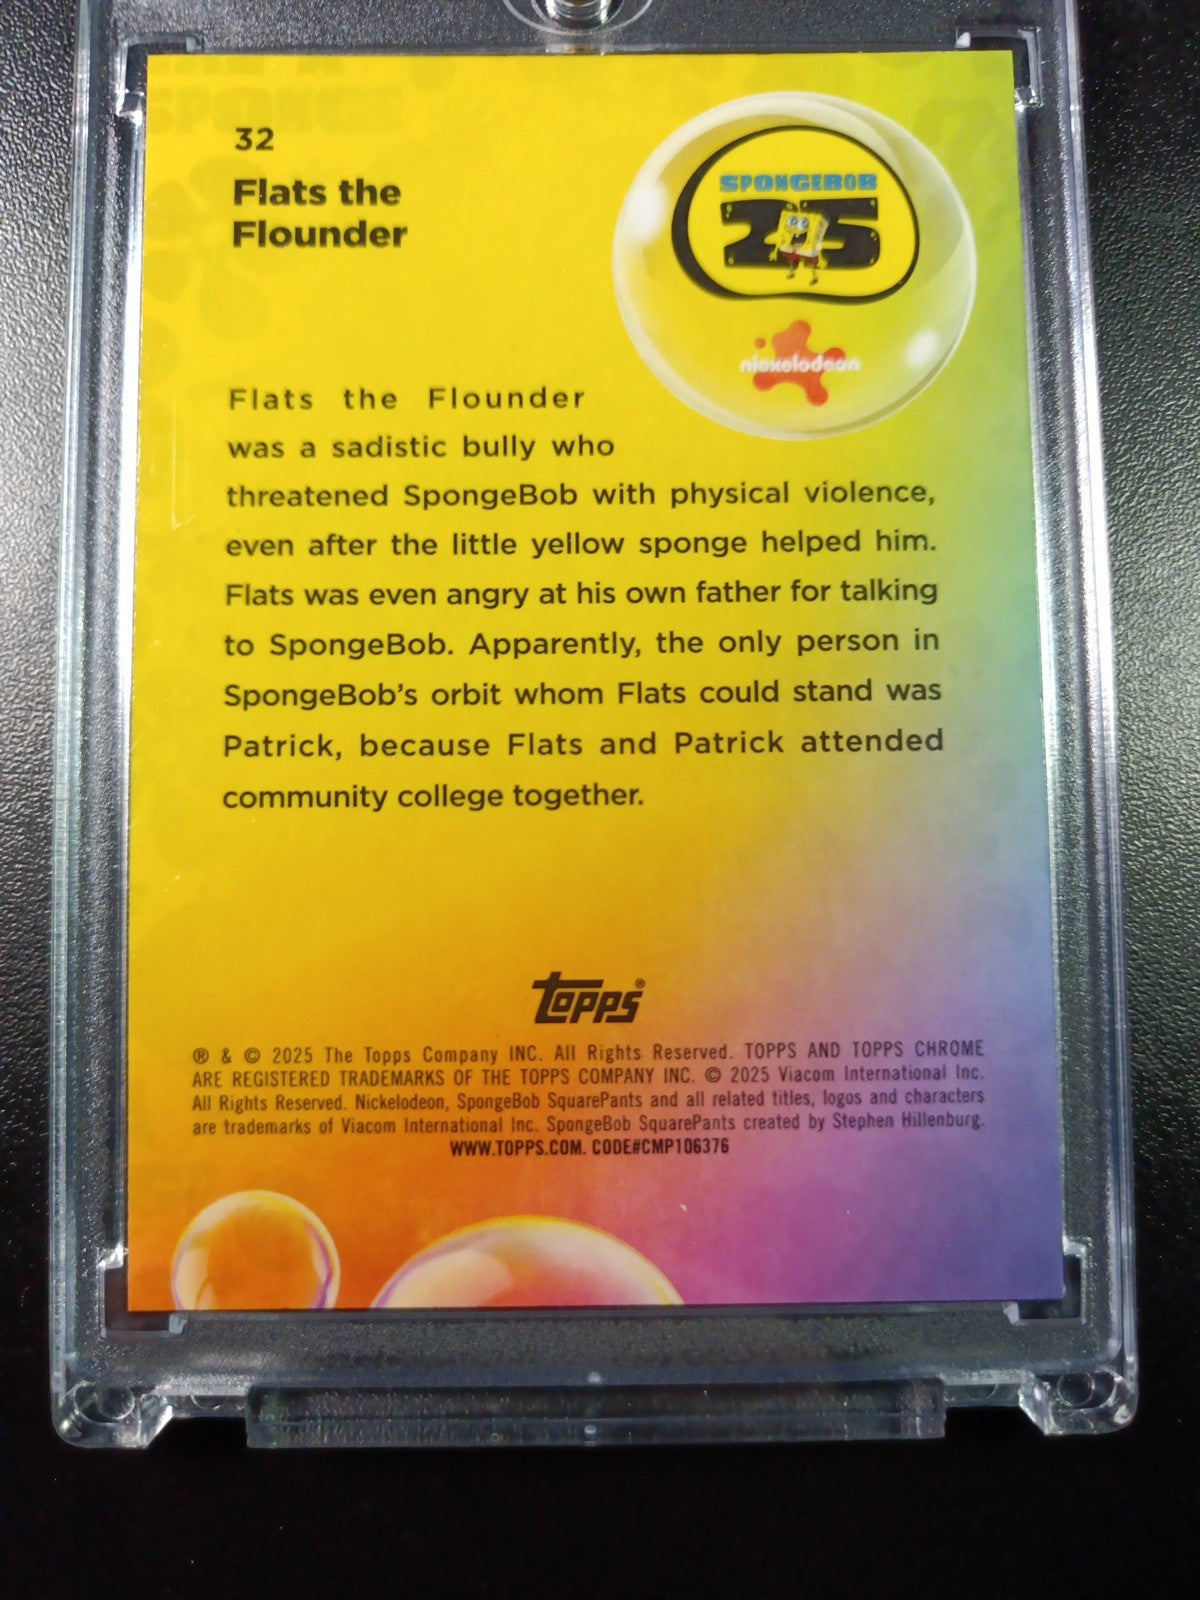 32
Flats the
Flounder
SPONGEBOB
25
nickelodeon
Flats the Flounder
was a sadistic bully who
threatened SpongeBob with physical violence,
even after the little yellow sponge helped him.
Flats was even angry at his own father for talking
to SpongeBob. Apparently, the only person in
SpongeBob's orbit whom Flats could stand was
Patrick, because Flats and Patrick attended
community college together.
Topps®
® & © 2025 The Topps Company INC. All Rights Reserved. TOPPS AND TOPPS CHROME
ARE REGISTERED TRADEMARKS OF THE TOPPS COMPANY INC. © 2025 Viacom International Inc.
All Rights Reserved. Nickelodeon, SpongeBob SquarePants and all related titles, logos and characters
are trademarks of Viacom International Inc. SpongeBob SquarePants created by Stephen Hillenburg.
WWW.TOPPS.COM. CODE#CMP106376